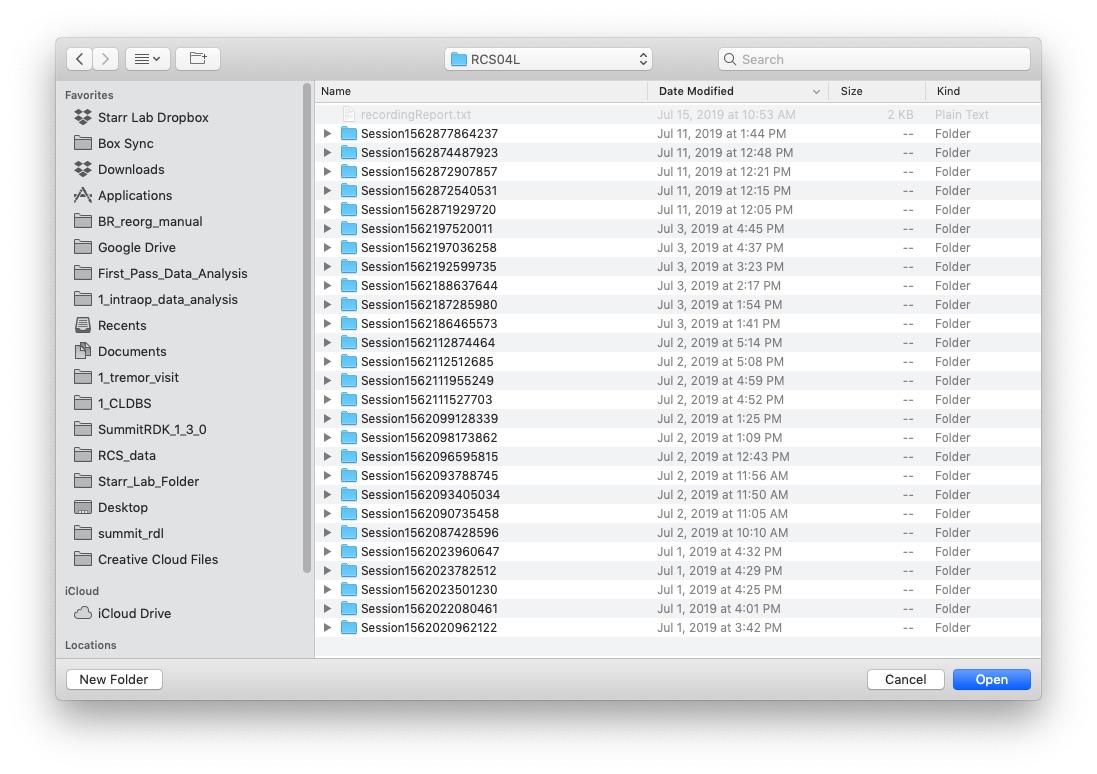 RCS04L
Search
Favorites
Starr Lab Dropbox
Box Sync
Downloads
Applications
BR_reorg_manual
Google Drive
First_Pass_Data_Analysis
1_intraop_data_analysis
Recents
Documents
1_tremor_visit
1_CLDBS
SummitRDK_1_3_0
RCS_data
Starr_Lab_Folder
Desktop
summit_rdl
Creative Cloud Files
iCloud
iCloud Drive
Locations
Name Date Modified Size Kind
recordingReport.txt Jul 15, 2019 at 10:53 AM 2 KB Plain Text
Session1562877864237 Jul 11, 2019 at 1:44 PM -- Folder
Session1562874487923 Jul 11, 2019 at 12:48 PM -- Folder
Session1562872907857 Jul 11, 2019 at 12:21 PM -- Folder
Session1562872540531 Jul 11, 2019 at 12:15 PM -- Folder
Session1562871929720 Jul 11, 2019 at 12:05 PM -- Folder
Session1562197520011 Jul 3, 2019 at 4:45 PM -- Folder
Session1562197036258 Jul 3, 2019 at 4:37 PM -- Folder
Session1562192599735 Jul 3, 2019 at 3:23 PM -- Folder
Session1562188637644 Jul 3, 2019 at 2:17 PM -- Folder
Session1562187285980 Jul 3, 2019 at 1:54 PM -- Folder
Session1562186465573 Jul 3, 2019 at 1:41 PM -- Folder
Session1562112874464 Jul 2, 2019 at 5:14 PM -- Folder
Session1562112512685 Jul 2, 2019 at 5:08 PM -- Folder
Session1562111955249 Jul 2, 2019 at 4:59 PM -- Folder
Session1562111527703 Jul 2, 2019 at 4:52 PM -- Folder
Session1562099128339 Jul 2, 2019 at 1:25 PM -- Folder
Session1562098173862 Jul 2, 2019 at 1:09 PM -- Folder
Session1562096595815 Jul 2, 2019 at 12:43 PM -- Folder
Session1562093788745 Jul 2, 2019 at 11:56 AM -- Folder
Session1562093405034 Jul 2, 2019 at 11:50 AM -- Folder
Session1562090735458 Jul 2, 2019 at 11:05 AM -- Folder
Session1562087428596 Jul 2, 2019 at 10:10 AM -- Folder
Session1562023960647 Jul 1, 2019 at 4:32 PM -- Folder
Session1562023782512 Jul 1, 2019 at 4:29 PM -- Folder
Session1562023501230 Jul 1, 2019 at 4:25 PM -- Folder
Session1562022080461 Jul 1, 2019 at 4:01 PM -- Folder
Session1562020962122 Jul 1, 2019 at 3:42 PM -- Folder
New Folder Cancel Open